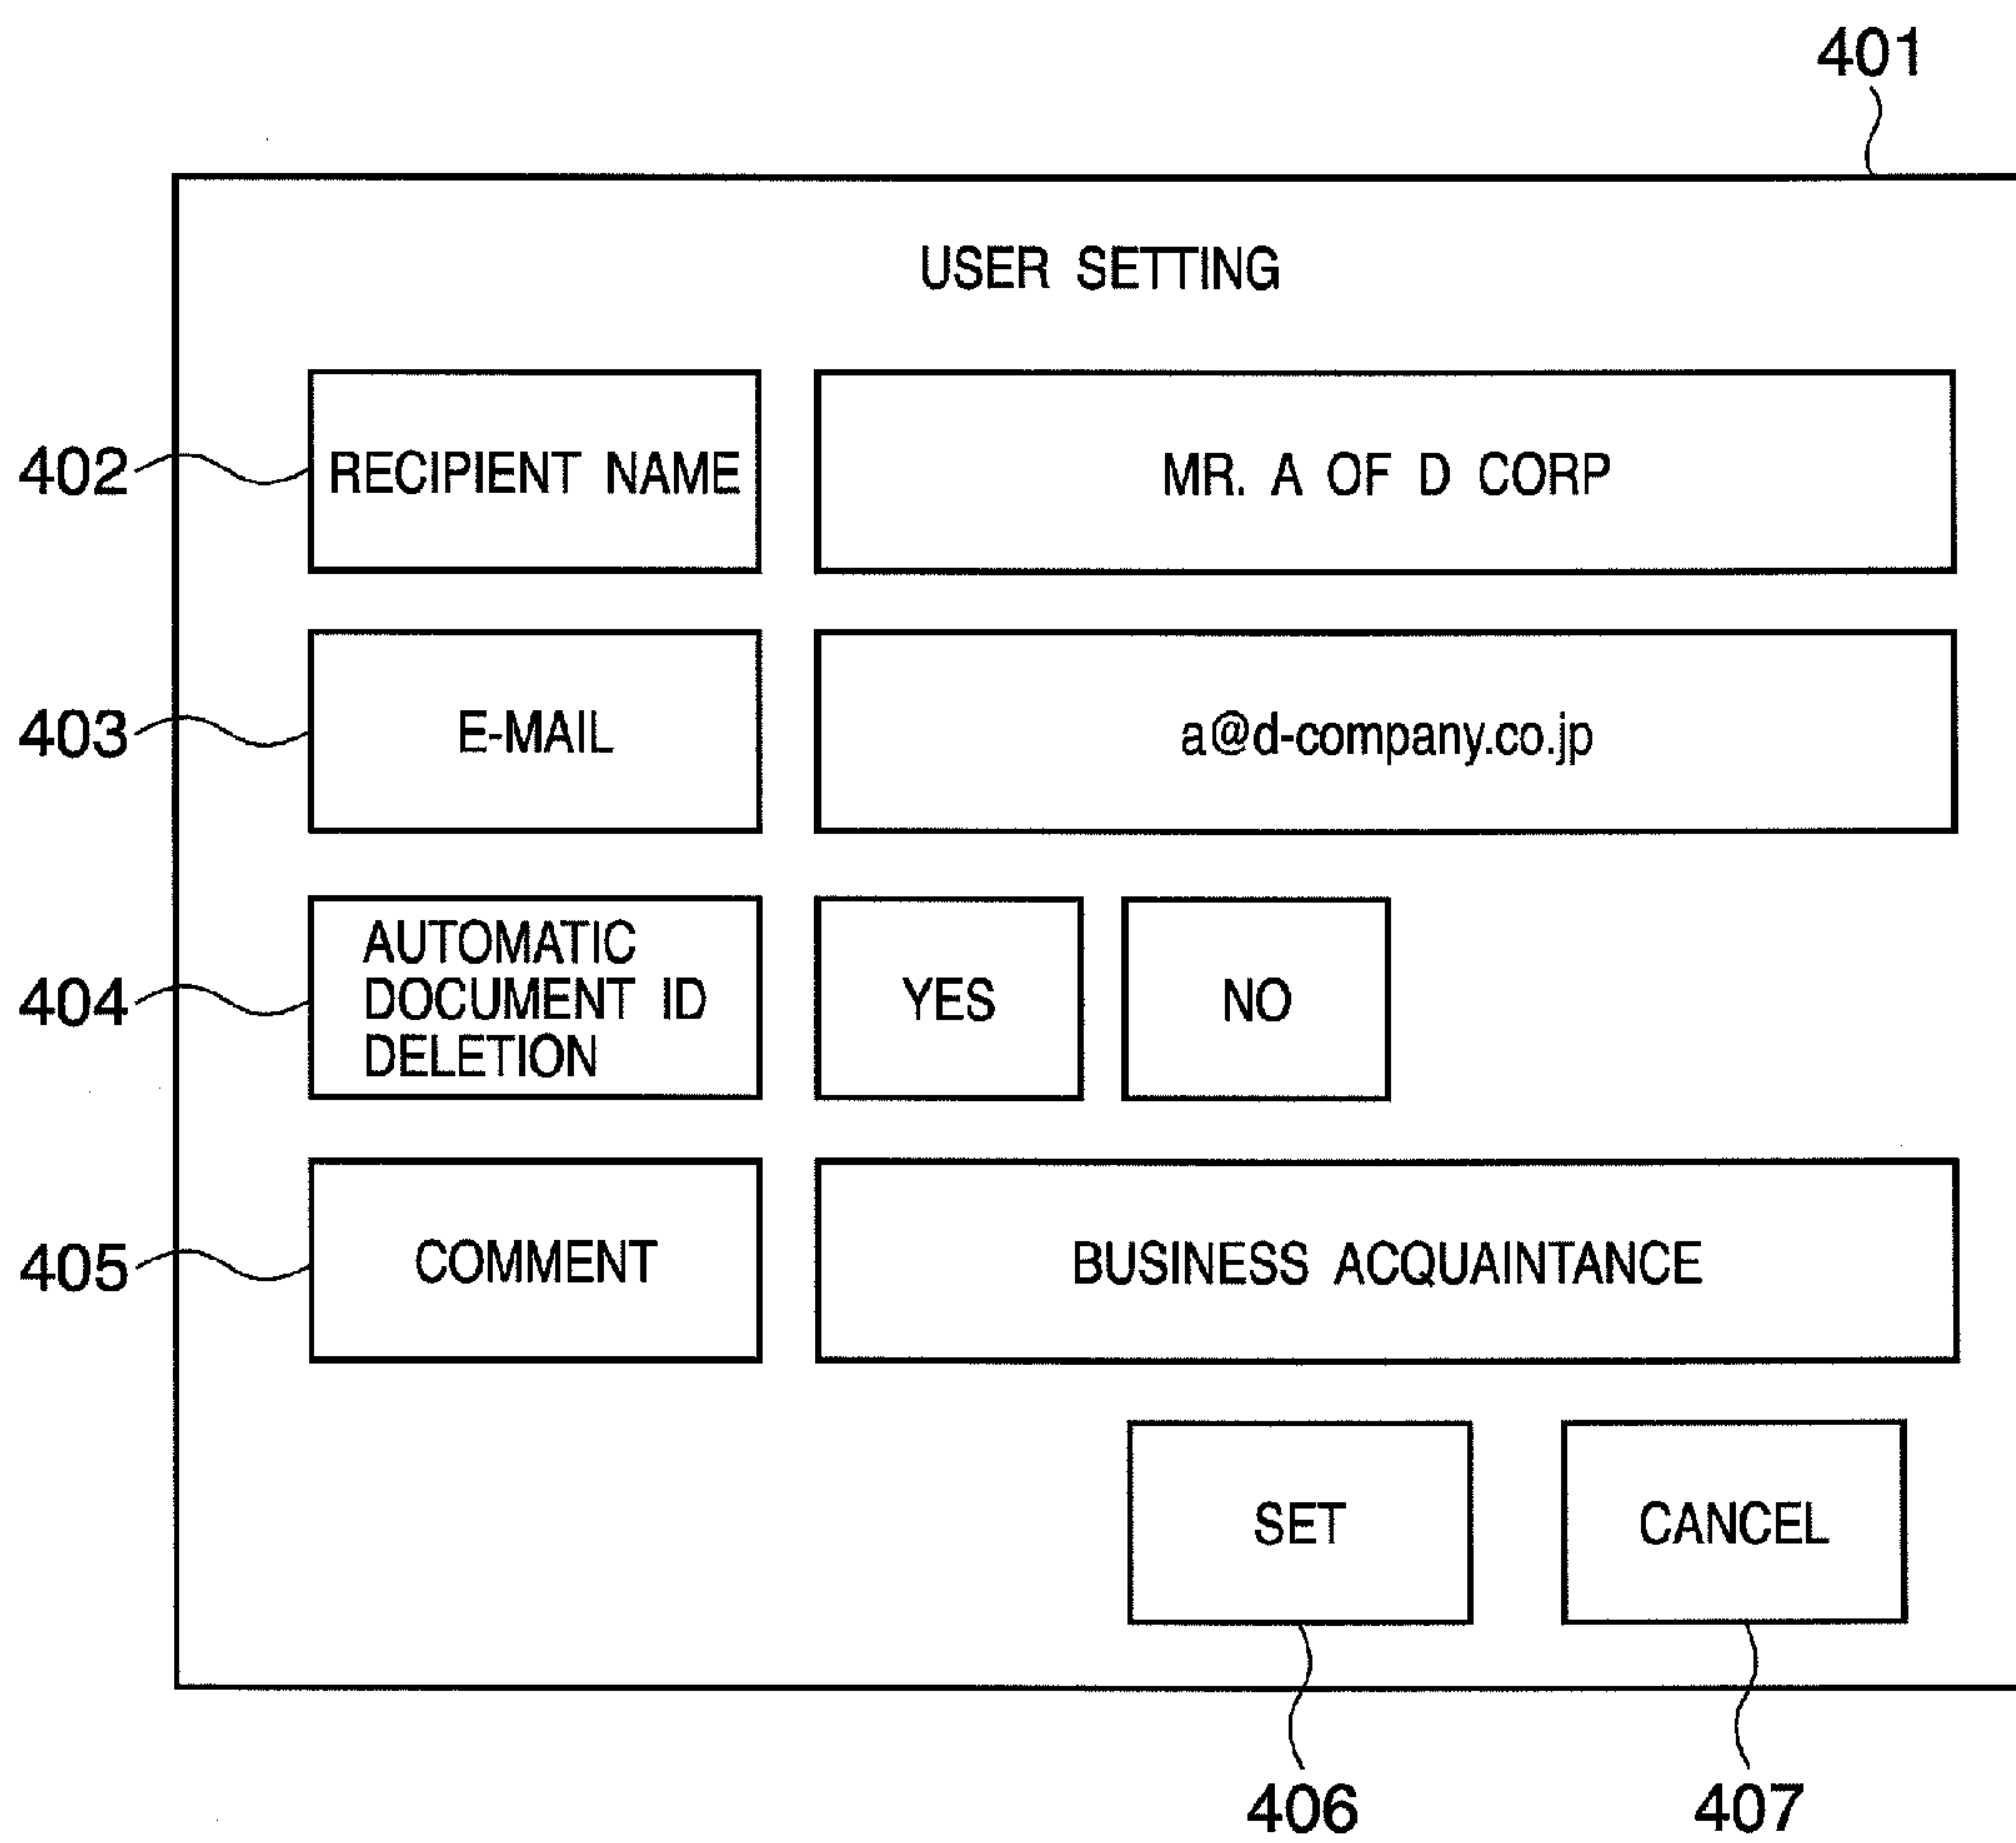 401
USER SETTING
402 RECIPIENT NAME MR. A OF D CORP
403 E-MAIL a@d-company.co.jp
404 AUTOMATIC
DOCUMENT ID
DELETION
YES NO
405 COMMENT BUSINESS ACQUAINTANCE
SET CANCEL
406 407